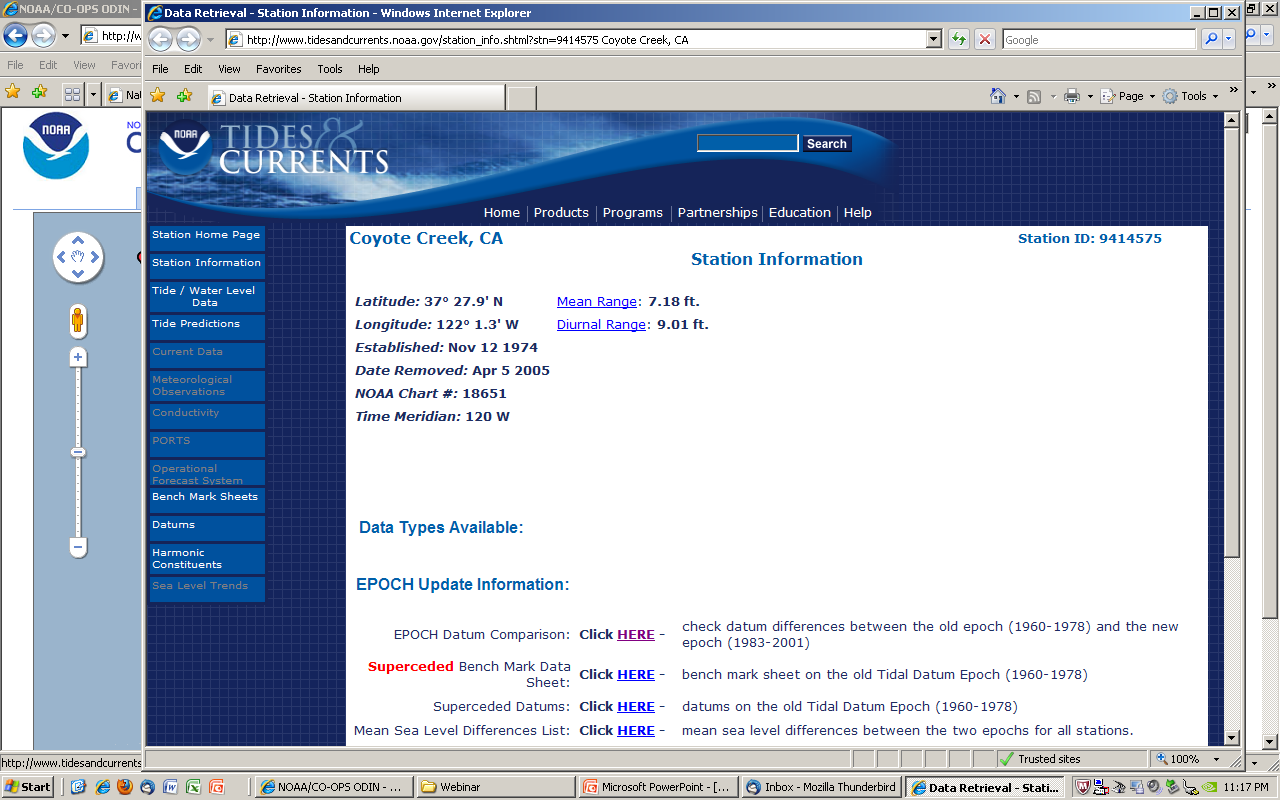 NOAA/CO-OPS ODIN -
Data Retrieval - Station Information - Windows Internet Explorer
http://w
http://www.tidesandcurrents.noaa.gov/station_info.shtml?stn=9414575 Coyote Creek, CA
Google
File Edit View Favori
File Edit View Favorites Tools Help
Nat
Data Retrieval - Station Information
Page Tools
NOAA
NO
NOAA TIDES & CURRENTS
Search
Home Products Programs Partnerships Education Help
Station Home Page
Station Information
Tide / Water Level
Data
Tide Predictions
Current Data
Meteorological
Observations
Conductivity
PORTS
Operational
Forecast System
Bench Mark Sheets
Datums
Harmonic
Constituents
Sea Level Trends
Coyote Creek, CA
Station ID: 9414575
Station Information
Latitude: 37° 27.9' N Mean Range: 7.18 ft.
Longitude: 122° 1.3' W Diurnal Range: 9.01 ft.
Established: Nov 12 1974
Date Removed: Apr 5 2005
NOAA Chart #: 18651
Time Meridian: 120 W
Data Types Available:
EPOCH Update Information:
EPOCH Datum Comparison: Click HERE - check datum differences between the old epoch (1960-1978) and the new
epoch (1983-2001)
Superceded Bench Mark Data
Sheet: Click HERE - bench mark sheet on the old Tidal Datum Epoch (1960-1978)
Superceded Datums: Click HERE - datums on the old Tidal Datum Epoch (1960-1978)
Mean Sea Level Differences List: Click HERE - mean sea level differences between the two epochs for all stations.
http://www.tidesandcurrents
Trusted sites
100%
Start
NOAA/CO-OPS ODIN - ...
Webinar
Microsoft PowerPoint - [...
Inbox - Mozilla Thunderbird
Data Retrieval - Stati...
11:17 PM